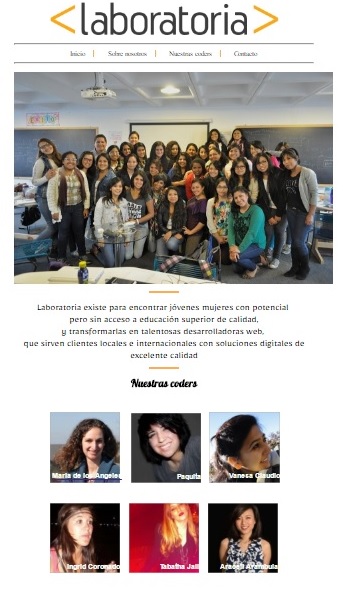 <laboratoria>
Inicio | Sobre nosotros | Nuestras coders | Contacto
Laboratoria existe para encontrar jóvenes mujeres con potencial
pero sin acceso a educación superior de calidad,
y transformarlas en talentosas desarrolladoras web,
que sirven clientes locales e internacionales con soluciones digitales de
excelente calidad
Nuestras coders
Maria de los Angeles
Paquita
Vanesa Claudio
Ingrid Coronado
Tabatha Jall
Araceli Arambula